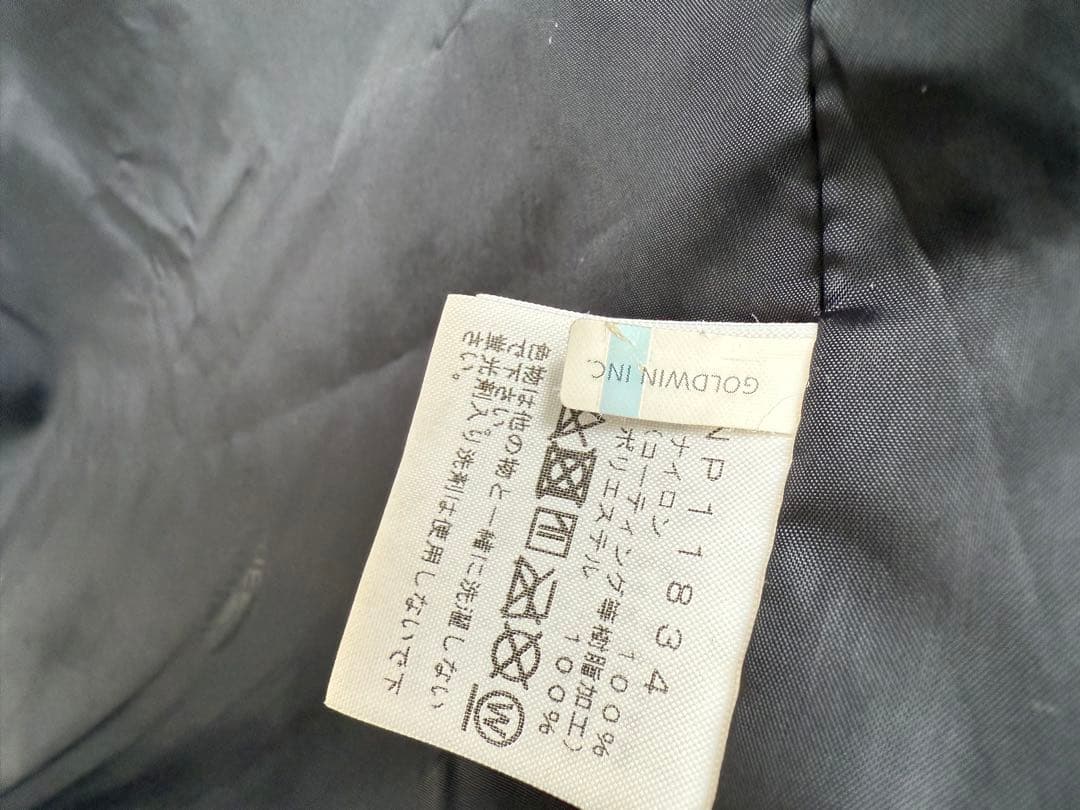 GOLDWIN INC.
NP11834
ナイロン 100%
(コーティング等樹脂加工)
ポリエステル 100%
W
色物は他の物と一緒に洗濯しない
で下さい。
蛍光剤入り洗剤は使用しないで下
さい。